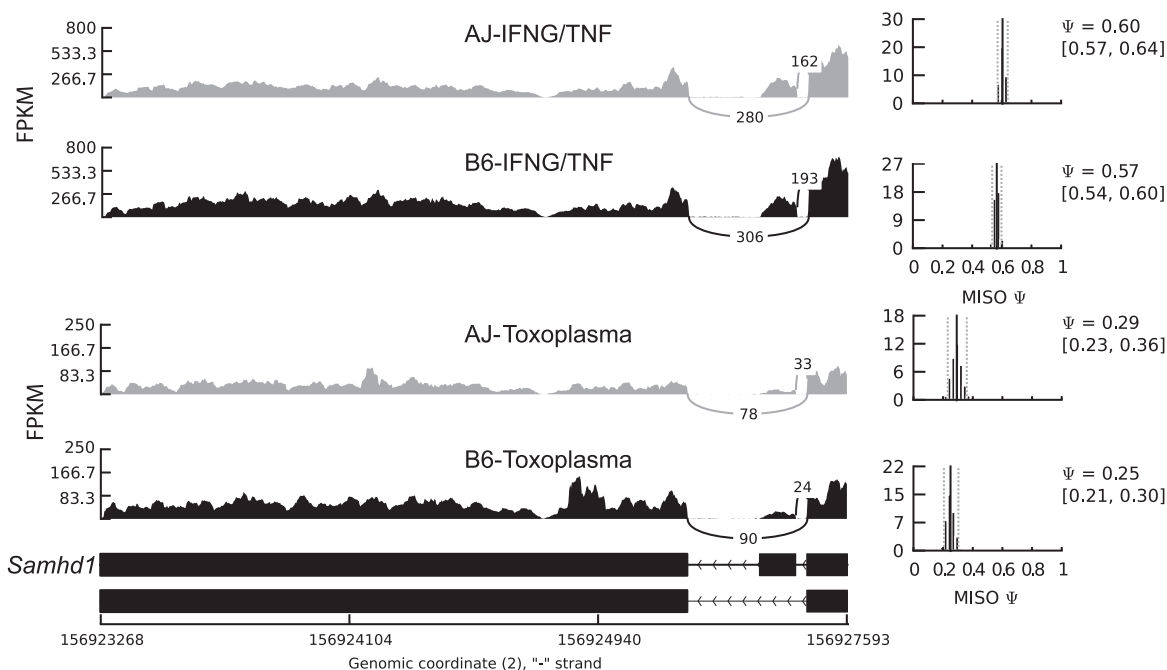 AJ-IFNG/TNF
FPKM
800
533.3
266.7
162
280
30
20
10
0
Ψ = 0.60
[0.57, 0.64]
B6-IFNG/TNF
800
533.3
266.7
193
306
27
18
9
0
0 0.2 0.4 0.6 0.8 1
MISO Ψ
Ψ = 0.57
[0.54, 0.60]
AJ-Toxoplasma
FPKM
250
166.7
83.3
33
78
18
12
6
0
Ψ = 0.29
[0.23, 0.36]
B6-Toxoplasma
250
166.7
83.3
24
90
22
15
7
0
0 0.2 0.4 0.6 0.8 1
MISO Ψ
Ψ = 0.25
[0.21, 0.30]
Samhd1
156923268 156924104 156924940 156927593
Genomic coordinate (2), "-" strand